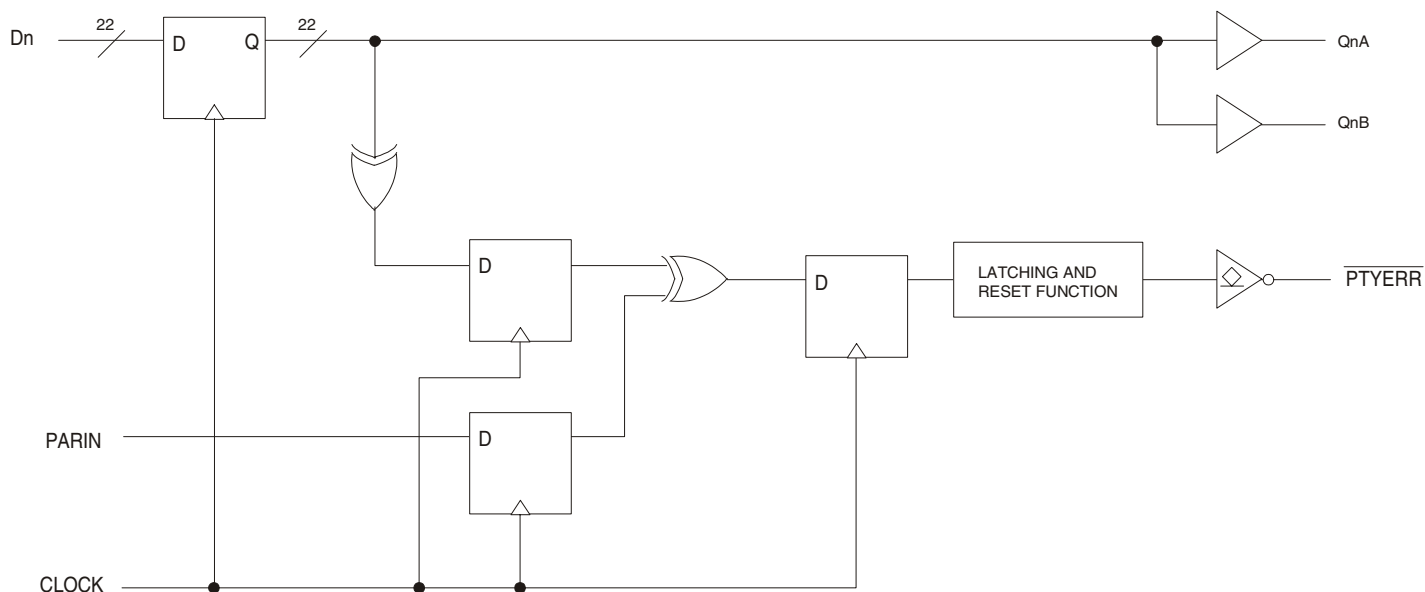 Dn
22
D
Q
22
QnA
QnB
D
D
LATCHING AND
RESET FUNCTION
PTYERR
PARIN
D
CLOCK